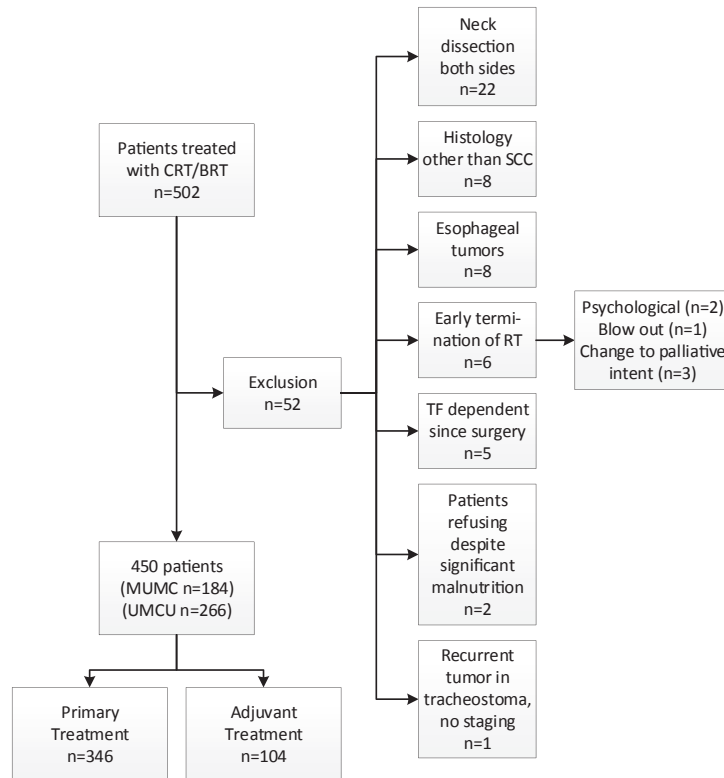 Patients treated
with CRT/BRT
n=502
Exclusion
n=52
Neck
dissection
both sides
n=22
Histology
other than SCC
n=8
Esophageal
tumors
n=8
Early termi-
nation of RT
n=6
Psychological (n=2)
Blow out (n=1)
Change to palliative
intent (n=3)
TF dependent
since surgery
n=5
Patients
refusing
despite
significant
malnutrition
n=2
Recurrent
tumor in
tracheostoma,
no staging
n=1
450 patients
(MUMC n=184)
(UMCU n=266)
Primary
Treatment
n=346
Adjuvant
Treatment
n=104